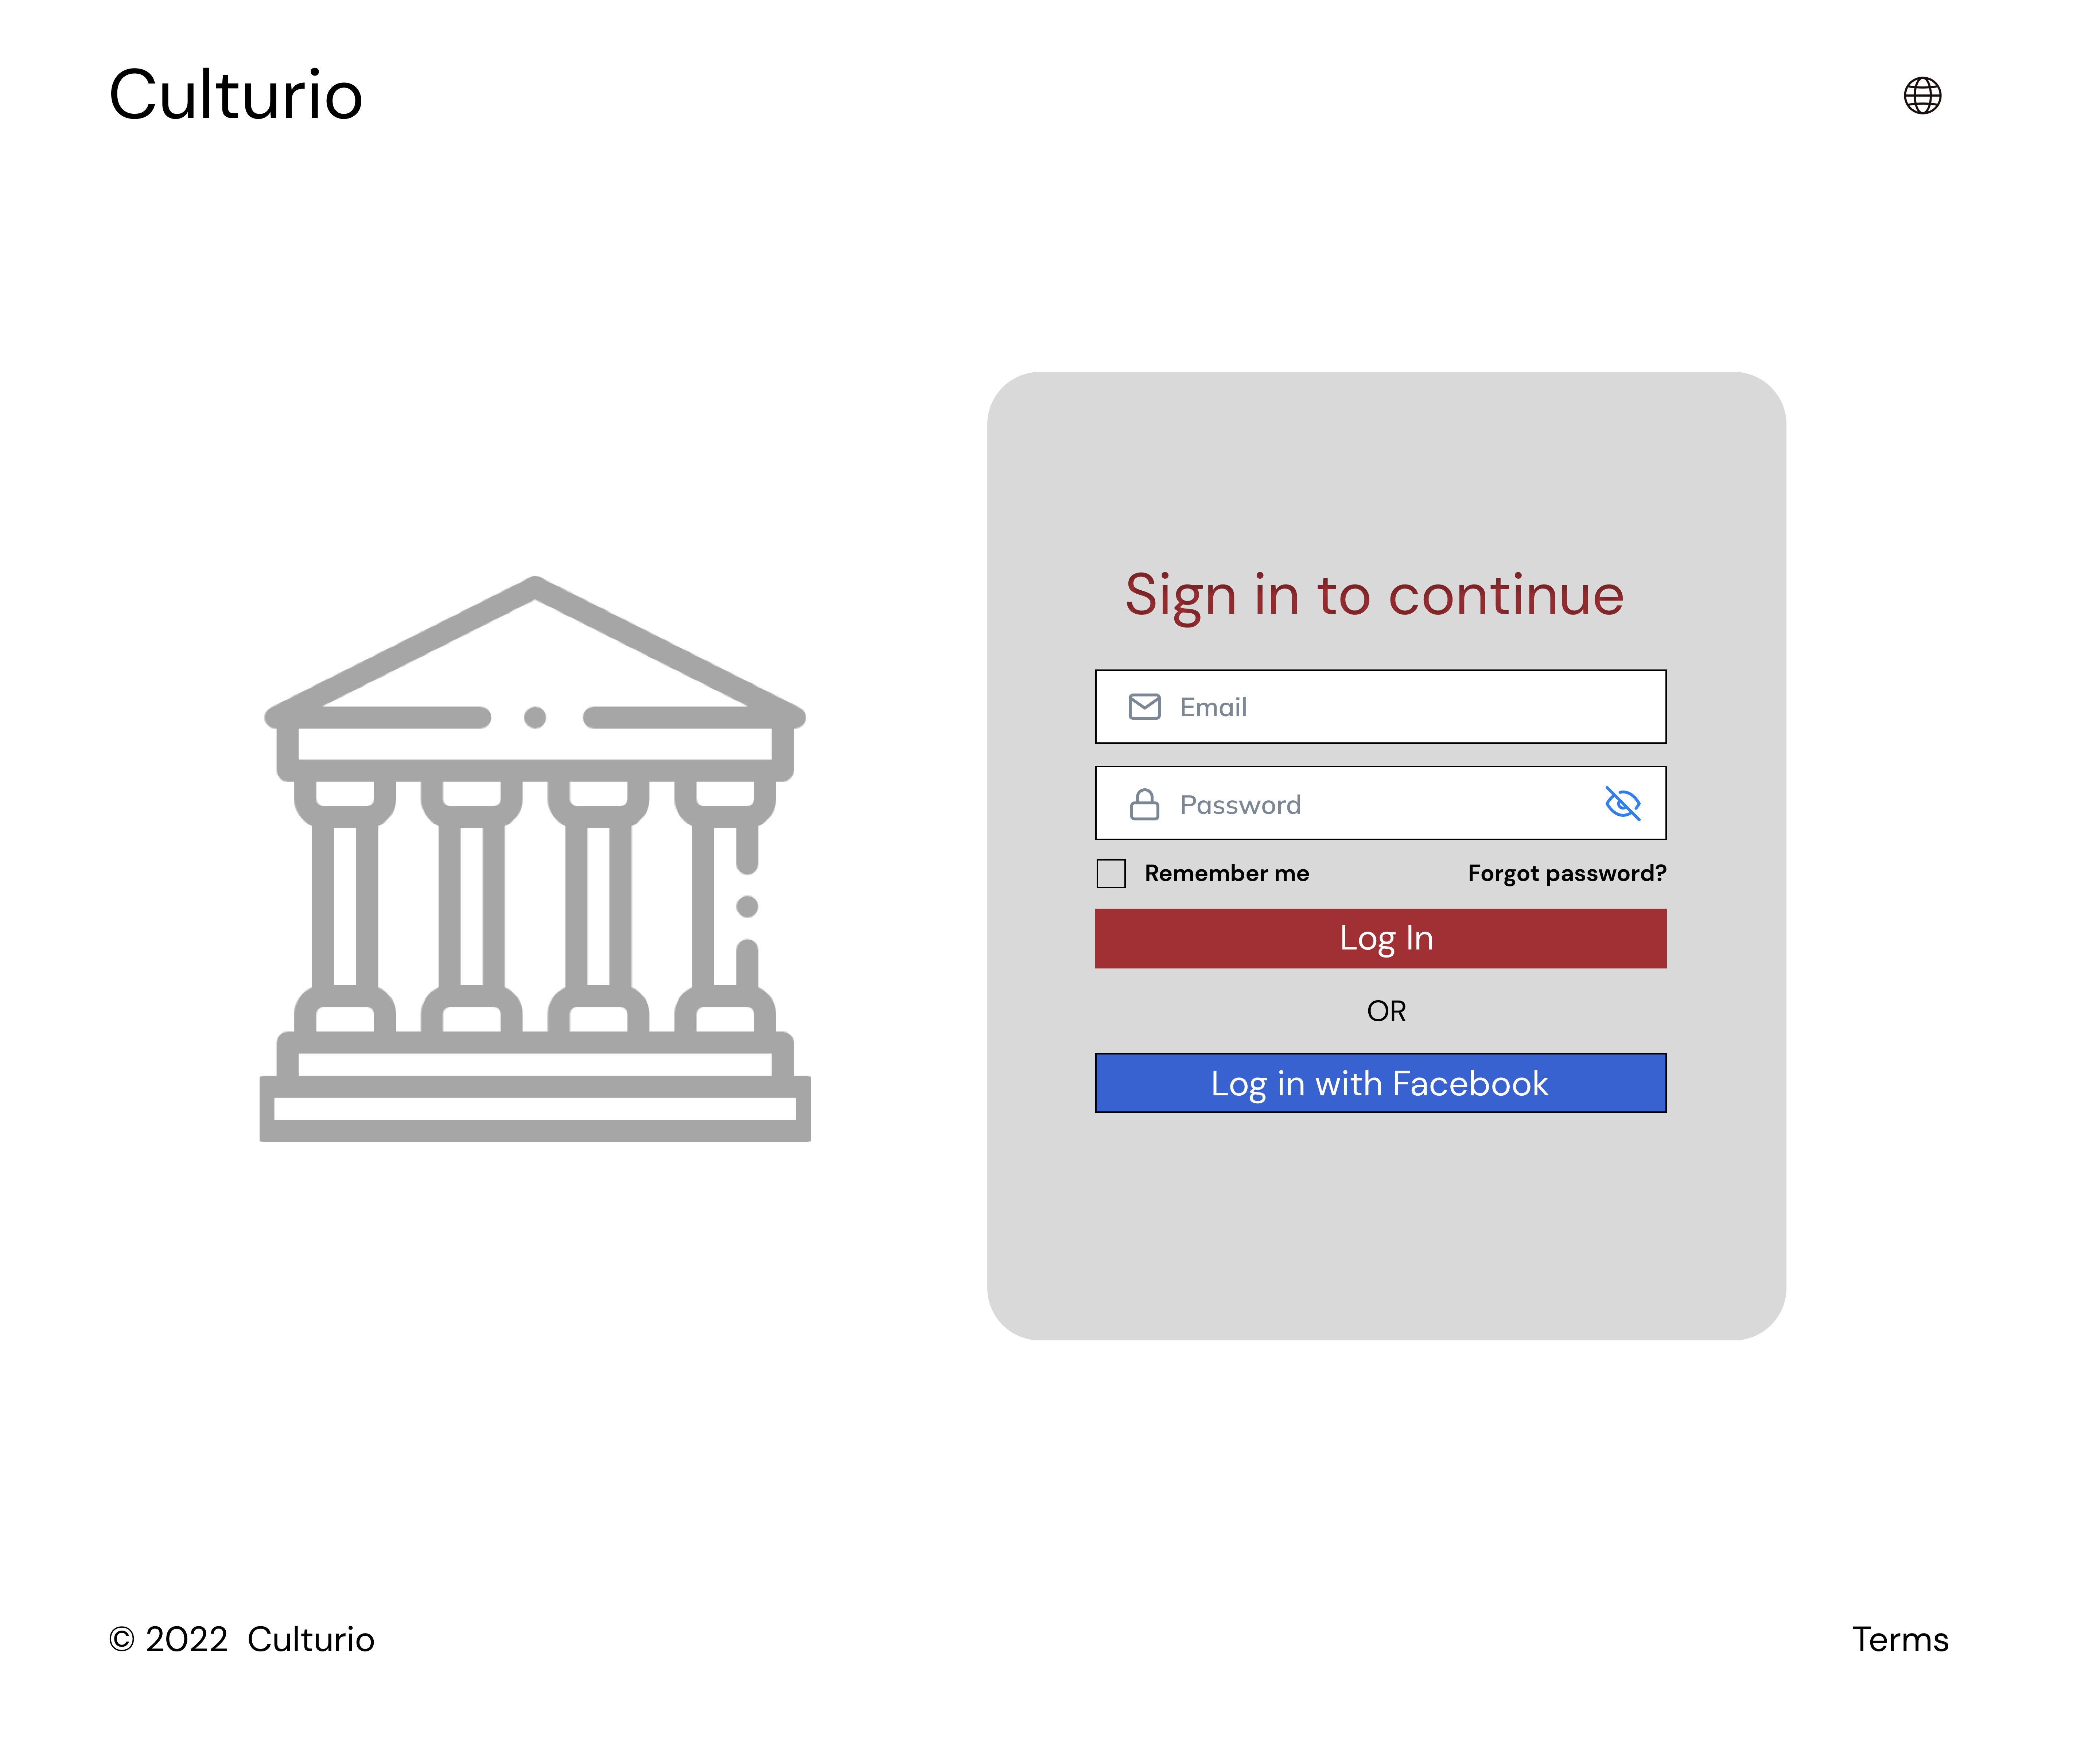 Culturio
Sign in to continue
Email
Password
Remember me
Forgot password?
Log In
OR
Log in with Facebook
© 2022 Culturio
Terms